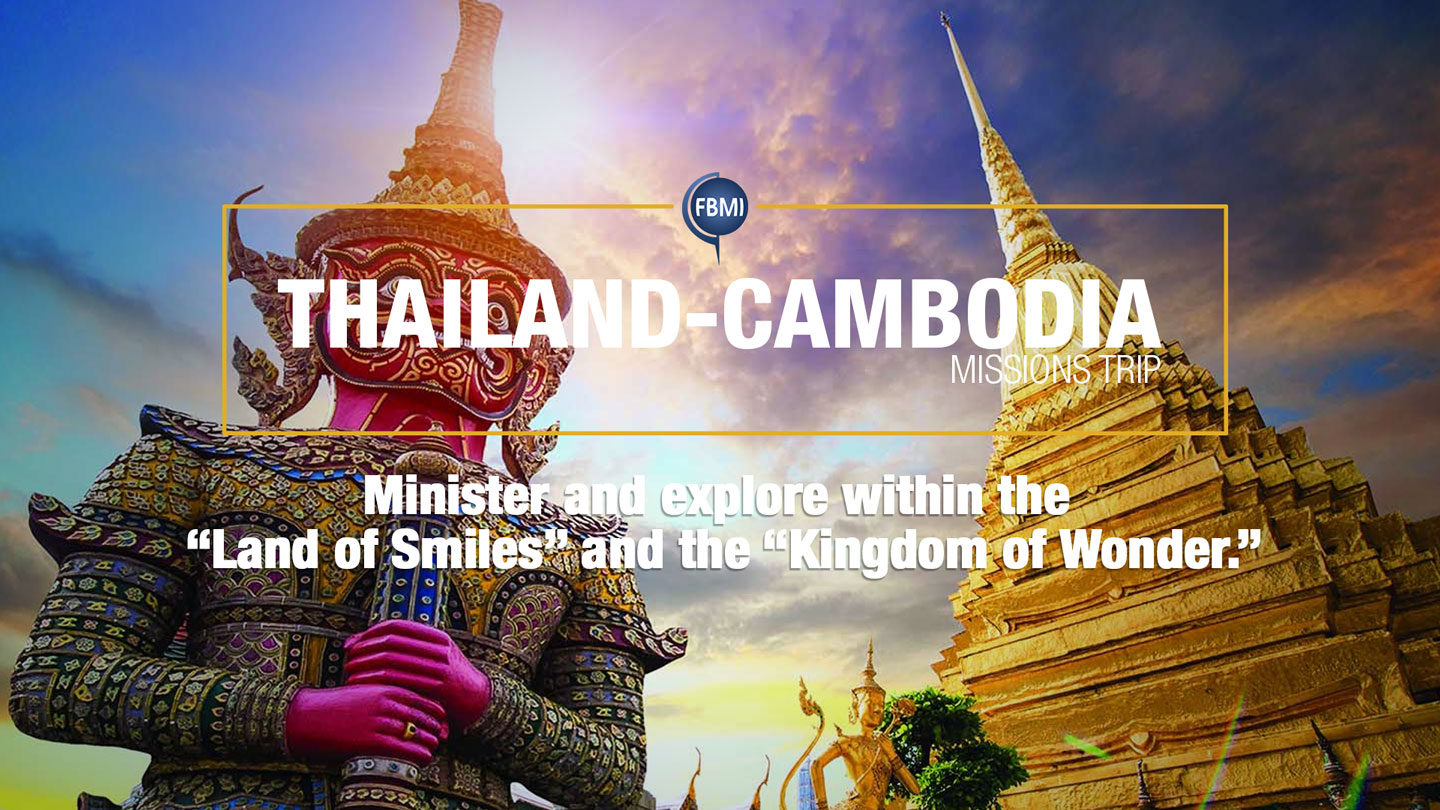 FBMI
THAILAND-CAMBODIA
MISSIONS TRIP
Minister and explore within the
“Land of Smiles” and the “Kingdom of Wonder.”